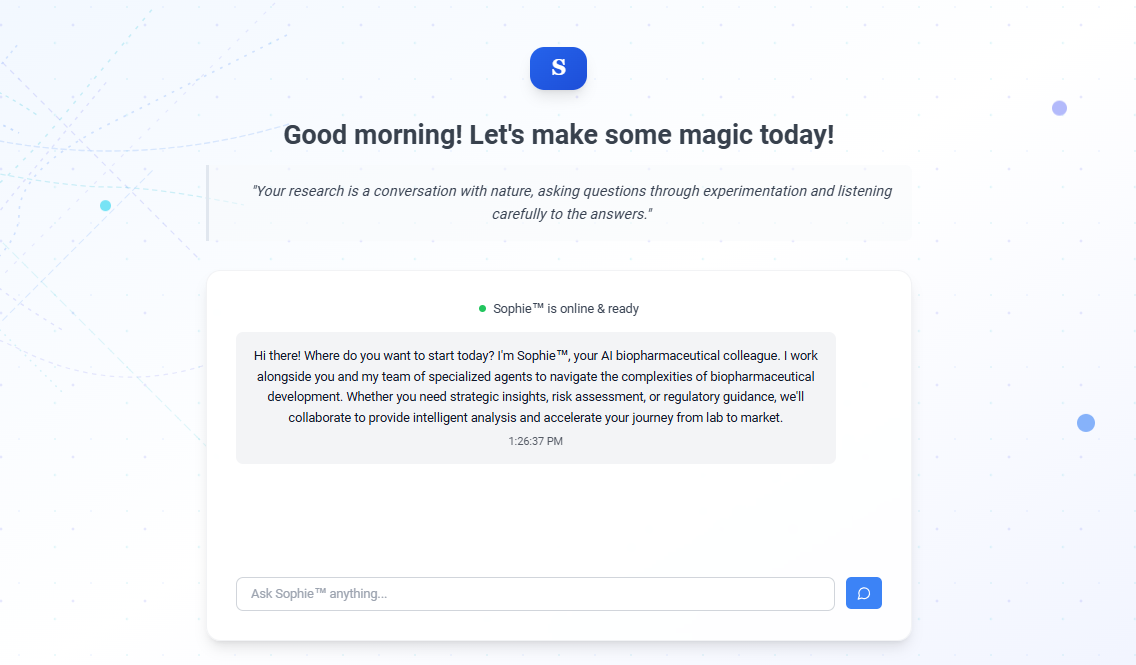 S
Good morning! Let's make some magic today!
"Your research is a conversation with nature, asking questions through experimentation and listening
carefully to the answers."
Sophie™ is online & ready
Hi there! Where do you want to start today? I'm Sophie™, your AI biopharmaceutical colleague. I work
alongside you and my team of specialized agents to navigate the complexities of biopharmaceutical
development. Whether you need strategic insights, risk assessment, or regulatory guidance, we'll
collaborate to provide intelligent analysis and accelerate your journey from lab to market.
1:26:37 PM
Ask Sophie™ anything...